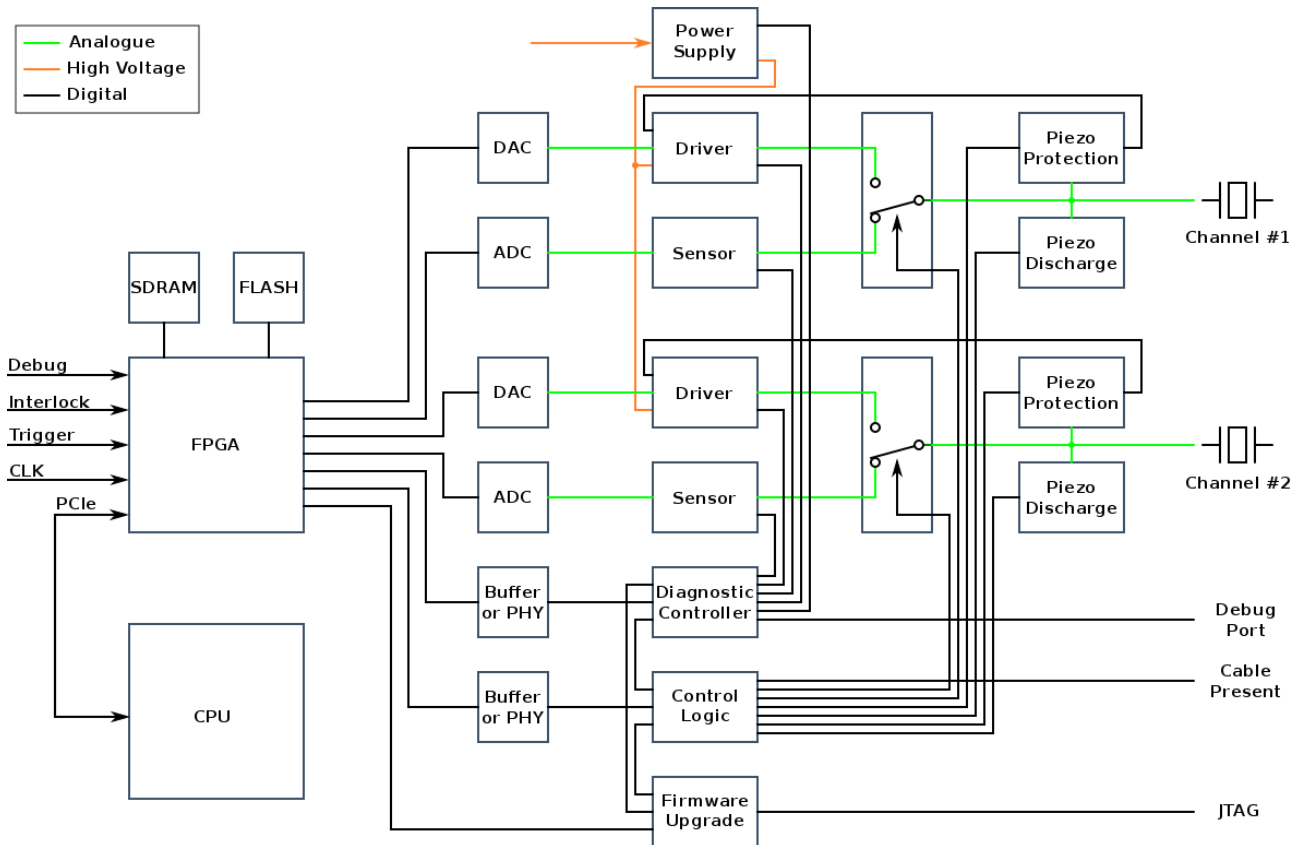 Analogue
High Voltage
Digital
Power
Supply
DAC
Driver
Piezo
Protection
ADC
Sensor
Piezo
Discharge
Channel #1
SDRAM
FLASH
Debug
Interlock
Trigger
CLK
PCIe
FPGA
DAC
Driver
Piezo
Protection
ADC
Sensor
Piezo
Discharge
Channel #2
Buffer
or PHY
Diagnostic
Controller
Debug
Port
CPU
Buffer
or PHY
Control
Logic
Cable
Present
Firmware
Upgrade
JTAG